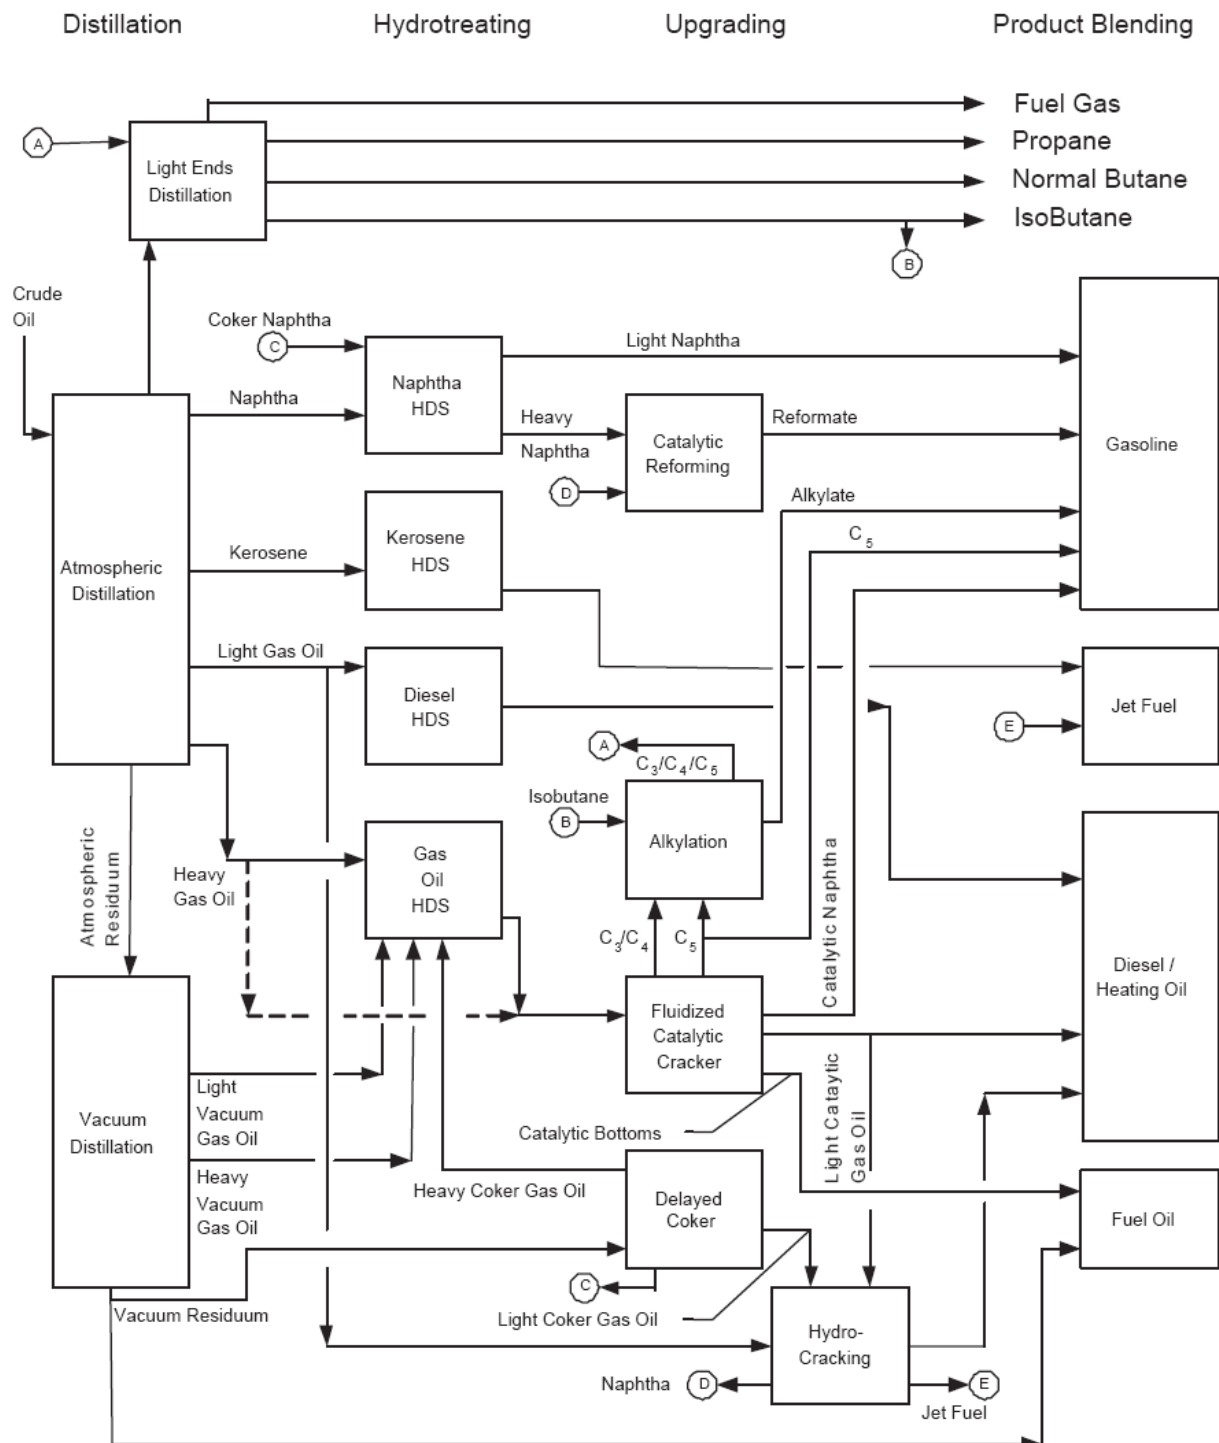 Distillation
Hydrotreating
Upgrading
Product Blending
Fuel Gas
A
Propane
Light Ends
Distillation
Normal Butane
IsoButane
B
Crude
Oil
Coker Naphtha
C
Light Naphtha
Naphtha
HDS
Naphtha
Heavy
Naphtha
D
Catalytic
Reforming
Reformate
Gasoline
Alkylate
C5
Kerosene
Kerosene
HDS
Atmospheric
Distillation
Light Gas Oil
Diesel
HDS
Jet Fuel
E
A
C3/C4/C5
Isobutane
B
Alkylation
Atmospheric
Residuum
Heavy
Gas Oil
Gas
Oil
HDS
C3/C4
C5
Catalytic Naphtha
Diesel /
Heating Oil
Fluidized
Catalytic
Cracker
Light
Vacuum
Gas Oil
Vacuum
Distillation
Catalytic Bottoms
Light Cataytic
Gas Oil
Heavy
Vacuum
Gas Oil
Heavy Coker Gas Oil
Delayed
Coker
Fuel Oil
C
Vacuum Residuum
Light Coker Gas Oil
Hydro-
Cracking
Naphtha
D
E
Jet Fuel